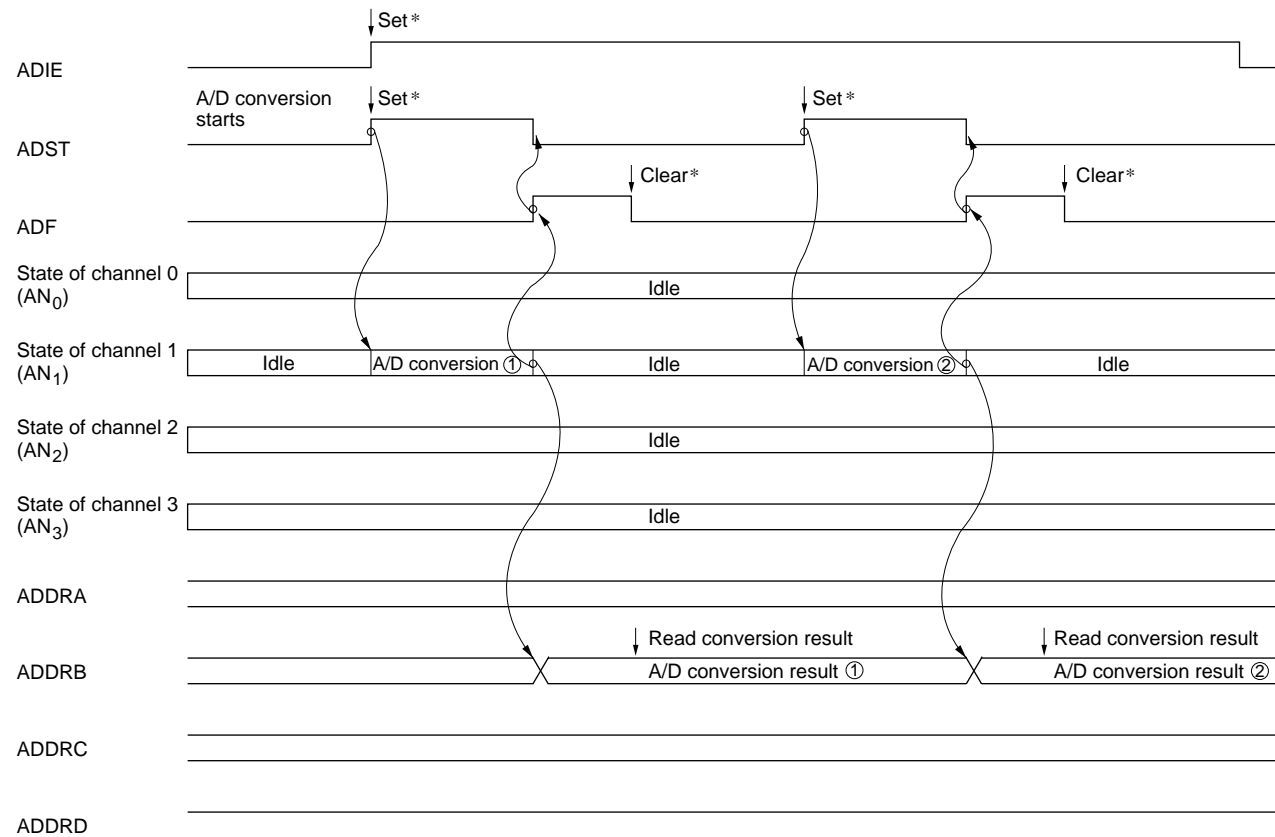 Set*
ADIE
A/D conversion
starts
Set*
Set*
ADST
Clear*
Clear*
ADF
State of channel 0
(AN0)
Idle
State of channel 1
(AN1)
Idle
A/D conversion ①
Idle
A/D conversion ②
Idle
State of channel 2
(AN2)
Idle
State of channel 3
(AN3)
Idle
ADDRA
Read conversion result
Read conversion result
ADDRB
A/D conversion result ①
A/D conversion result ②
ADDRC
ADDRD